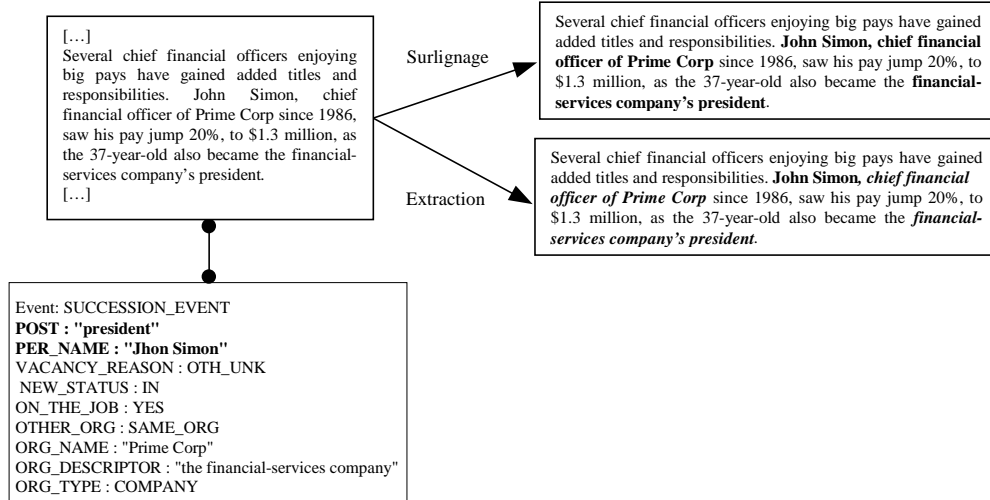 […]
Several chief financial officers enjoying
big pays have gained added titles and
responsibilities. John Simon, chief
financial officer of Prime Corp since 1986,
saw his pay jump 20%, to $1.3 million, as
the 37-year-old also became the financial-
services company’s president.
[…]
Surlignage
Several chief financial officers enjoying big pays have gained
added titles and responsibilities. John Simon, chief financial
officer of Prime Corp since 1986, saw his pay jump 20%, to
$1.3 million, as the 37-year-old also became the financial-
services company’s president.
Extraction
Several chief financial officers enjoying big pays have gained
added titles and responsibilities. John Simon, chief financial
officer of Prime Corp since 1986, saw his pay jump 20%, to
$1.3 million, as the 37-year-old also became the financial-
services company’s president.
Event: SUCCESSION_EVENT
POST : "president"
PER_NAME : "Jhon Simon"
VACANCY_REASON : OTH_UNK
NEW_STATUS : IN
ON_THE_JOB : YES
OTHER_ORG : SAME_ORG
ORG_NAME : "Prime Corp"
ORG_DESCRIPTOR : "the financial-services company"
ORG_TYPE : COMPANY